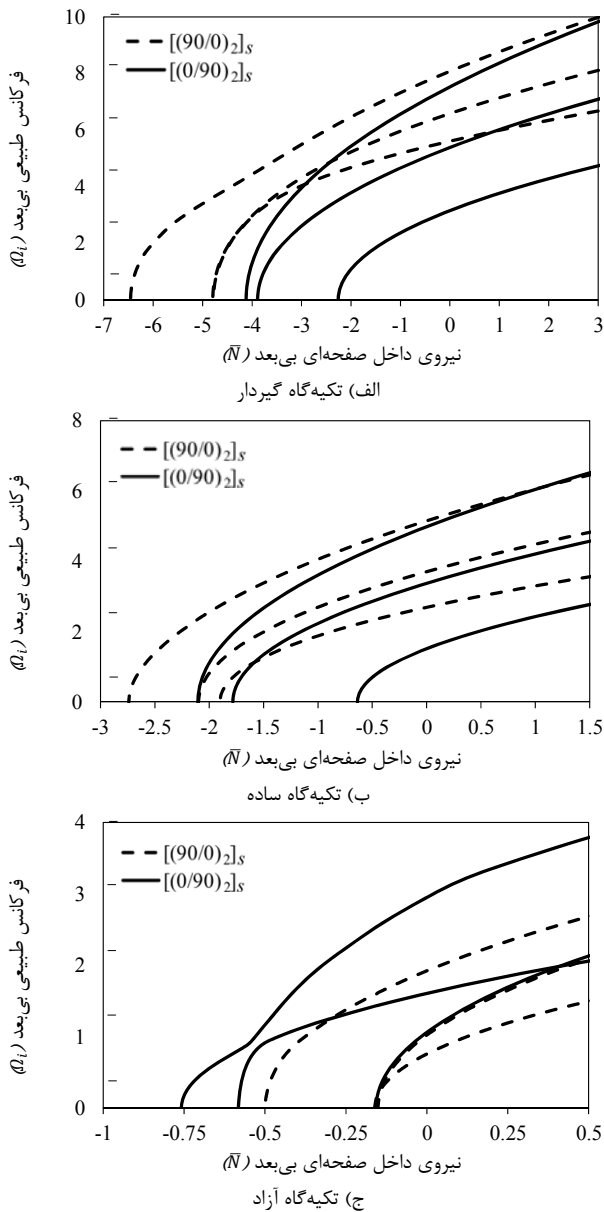 10
8
6
4
2
0
فرکانس طبیعی بی‌بعد (Ωi)
[(90/0)2]s
[(0/90)2]s
-7 -6 -5 -4 -3 -2 -1 0 1 2 3
نیروی داخل صفحه‌ای بی‌بعد (N̅)
الف) تکیه‌گاه گیردار
8
6
4
2
0
فرکانس طبیعی بی‌بعد (Ωi)
[(90/0)2]s
[(0/90)2]s
-3 -2.5 -2 -1.5 -1 -0.5 0 0.5 1 1.5
نیروی داخل صفحه‌ای بی‌بعد (N̅)
ب) تکیه‌گاه ساده
4
3
2
1
0
فرکانس طبیعی بی‌بعد (Ωi)
[(90/0)2]s
[(0/90)2]s
-1 -0.75 -0.5 -0.25 0 0.25 0.5
نیروی داخل صفحه‌ای بی‌بعد (N̅)
ج) تکیه‌گاه آزاد